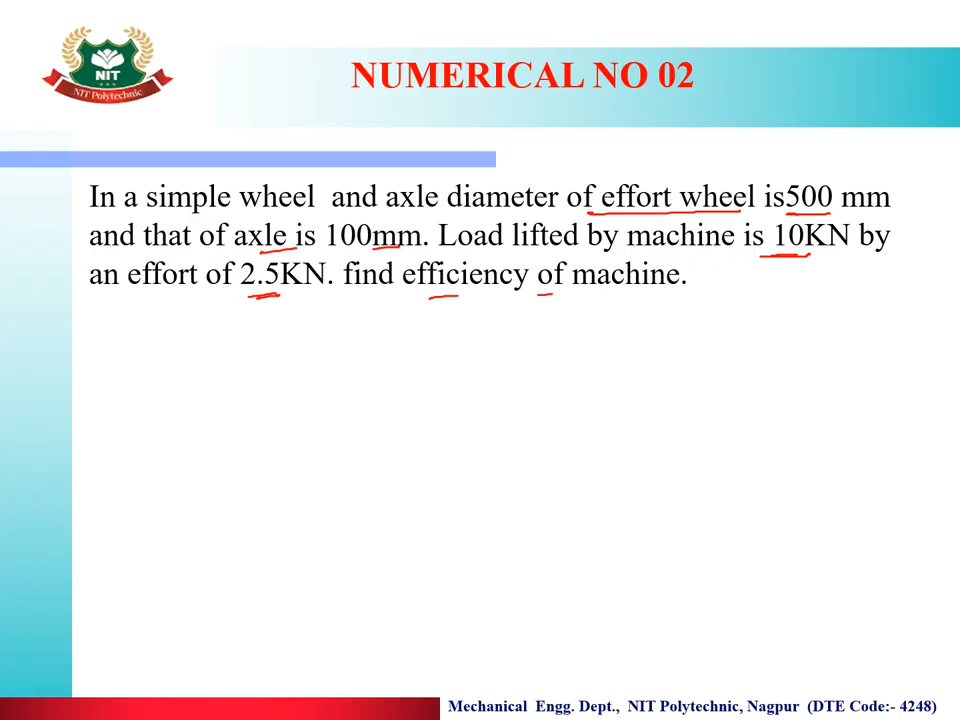 NIT
NIT Polytechnic
NUMERICAL NO 02
In a simple wheel and axle diameter of effort wheel is500 mm
and that of axle is 100mm. Load lifted by machine is 10KN by
an effort of 2.5KN. find efficiency of machine.
Mechanical Engg. Dept., NIT Polytechnic, Nagpur (DTE Code:- 4248)